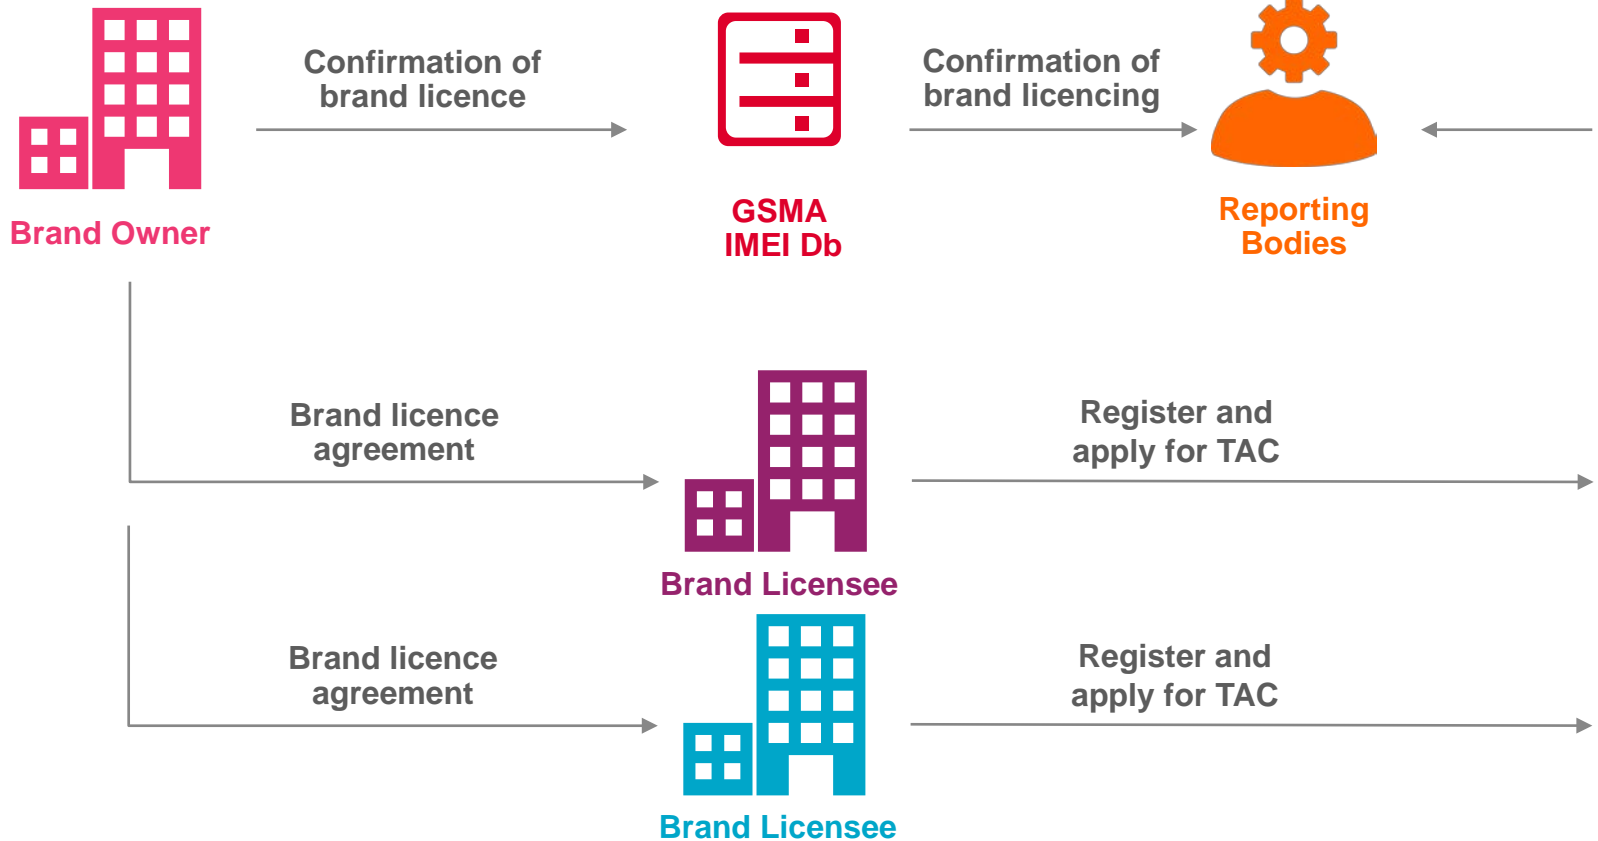 Confirmation of
brand licence
Confirmation of
brand licencing
Brand Owner
GSMA
IMEI Db
Reporting
Bodies
Brand licence
agreement
Register and
apply for TAC
Brand Licensee
Brand licence
agreement
Register and
apply for TAC
Brand Licensee